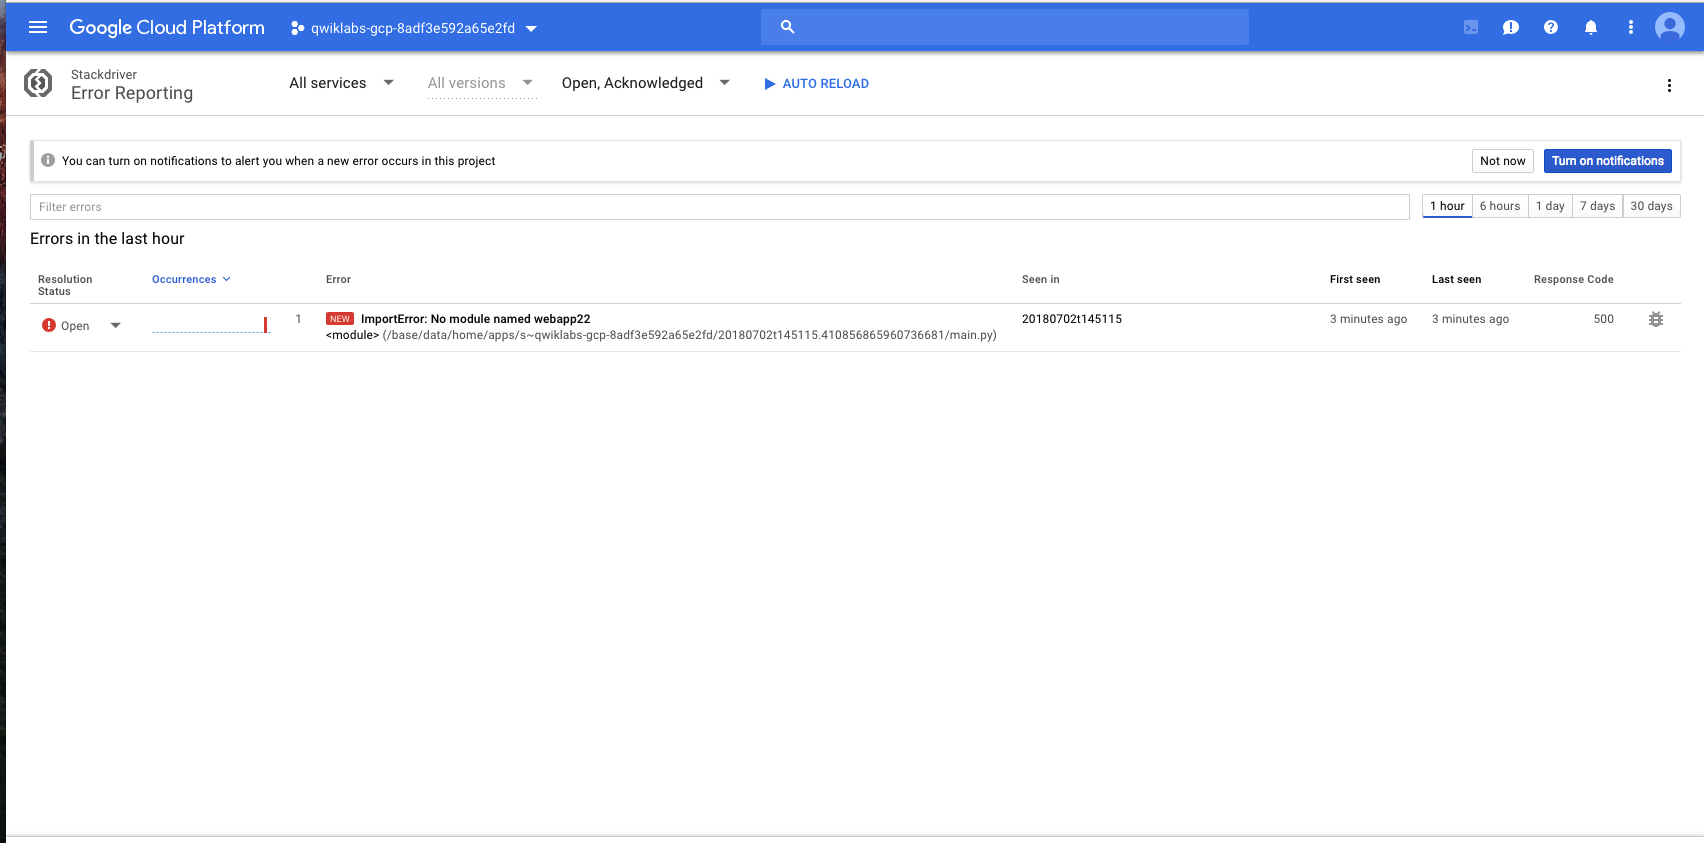 Google Cloud Platform qwiklabs-gcp-8adf3e592a65e2fd
Stackdriver
Error Reporting
All services All versions Open, Acknowledged AUTO RELOAD
You can turn on notifications to alert you when a new error occurs in this project Not now Turn on notifications
Filter errors 1 hour 6 hours 1 day 7 days 30 days
Errors in the last hour
Resolution Status Occurrences Error Seen in First seen Last seen Response Code
Open 1 NEW ImportError: No module named webapp22 20180702t145115 3 minutes ago 3 minutes ago 500
<module> (/base/data/home/apps/s~qwiklabs-gcp-8adf3e592a65e2fd/20180702t145115.410856865960736681/main.py)